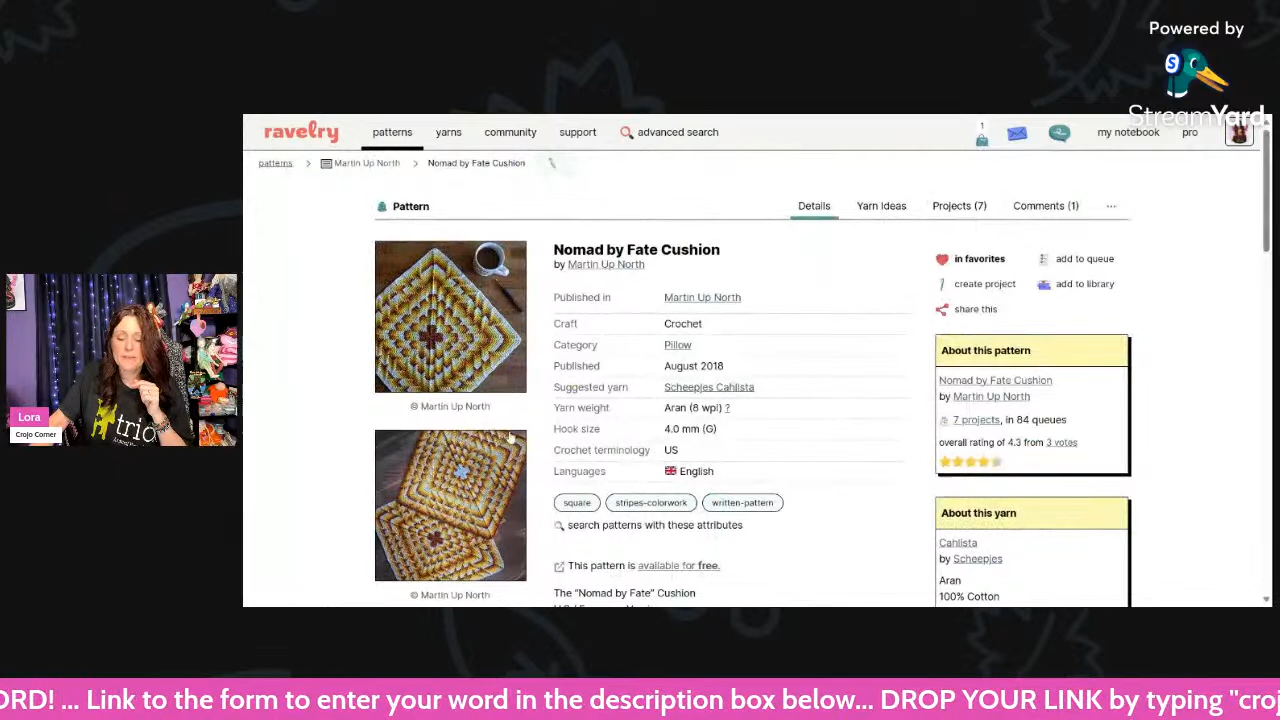 Powered by
StreamYard
ravelry
patterns yarns community support advanced search 1 my notebook pro
patterns > Martin Up North > Nomad by Fate Cushion
Pattern Details Yarn Ideas Projects (7) Comments (1) ...
Nomad by Fate Cushion
by Martin Up North
Published in Martin Up North
Craft Crochet
Category Pillow
Published August 2018
Suggested yarn Scheepjes Cahlista
Yarn weight Aran (8 wpi) ?
Hook size 4.0 mm (G)
Crochet terminology US
Languages English
square stripes-colorwork written-pattern
search patterns with these attributes
This pattern is available for free.
The "Nomad by Fate" Cushion
© Martin Up North
© Martin Up North
in favorites add to queue
create project add to library
share this
About this pattern
Nomad by Fate Cushion
by Martin Up North
7 projects, in 84 queues
overall rating of 4.3 from 3 votes
About this yarn
Cahlista
by Scheepjes
Aran
100% Cotton
Lora
Crojo Corner
ORD! ... Link to the form to enter your word in the description box below... DROP YOUR LINK by typing "croj